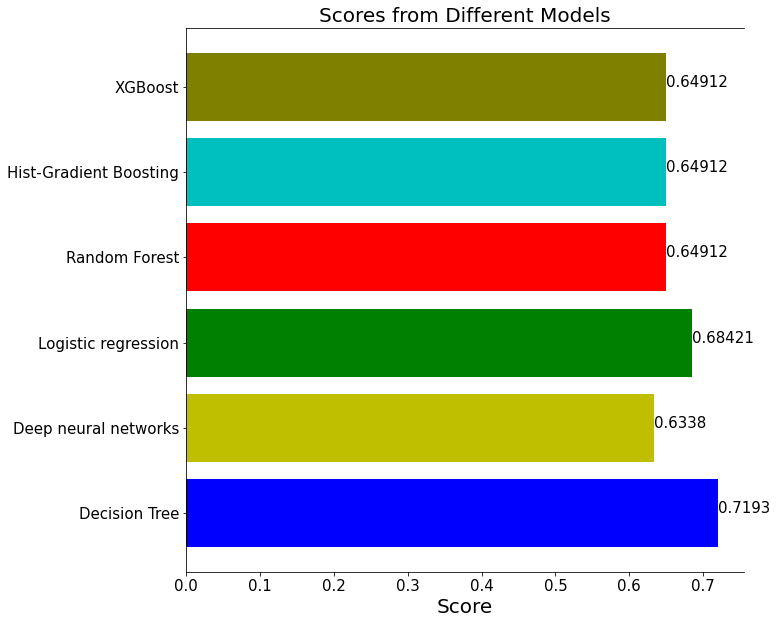 Scores from Different Models
XGBoost
0.64912
Hist-Gradient Boosting
0.64912
Random Forest
0.64912
Logistic regression
0.68421
Deep neural networks
0.6338
Decision Tree
0.7193
0.0 0.1 0.2 0.3 0.4 0.5 0.6 0.7
Score